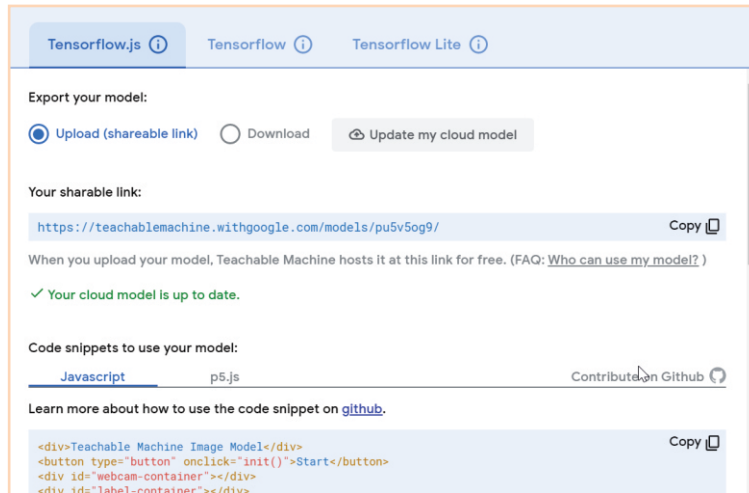 Tensorflow.js Tensorflow Tensorflow Lite
Export your model:
Upload (shareable link) Download Update my cloud model
Your sharable link:
https://teachablemachine.withgoogle.com/models/pu5v5og9/ Copy
When you upload your model, Teachable Machine hosts it at this link for free. (FAQ: Who can use my model? )
Your cloud model is up to date.
Code snippets to use your model:
Javascript p5.js Contribute on Github
Learn more about how to use the code snippet on github.
<div>Teachable Machine Image Model</div> Copy
<button type="button" onclick="init()">Start</button>
<div id="webcam-container"></div>
<div id="label-container"></div>